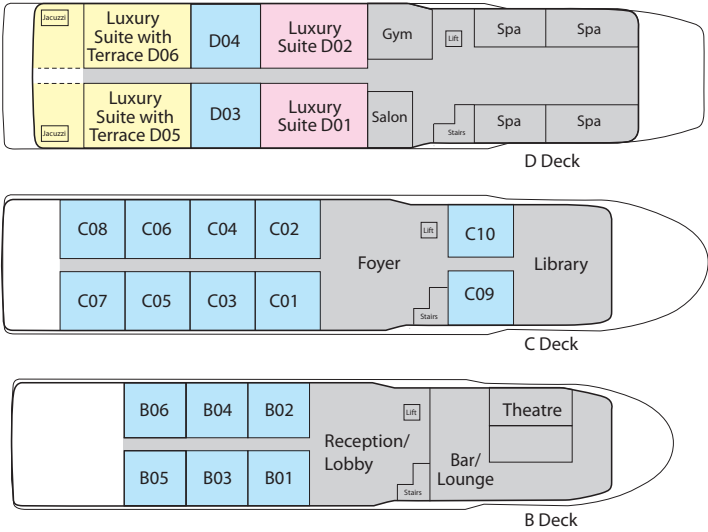 Jacuzzi
Luxury
Suite with
Terrace D06
D04
Luxury
Suite D02
Gym
Lift
Spa
Spa
Jacuzzi
Luxury
Suite with
Terrace D05
D03
Luxury
Suite D01
Salon
Stairs
Spa
Spa
D Deck
C08
C06
C04
C02
Foyer
Lift
C10
Library
C07
C05
C03
C01
Stairs
C09
C Deck
B06
B04
B02
Reception/
Lobby
Lift
Theatre
B05
B03
B01
Stairs
Bar/
Lounge
B Deck